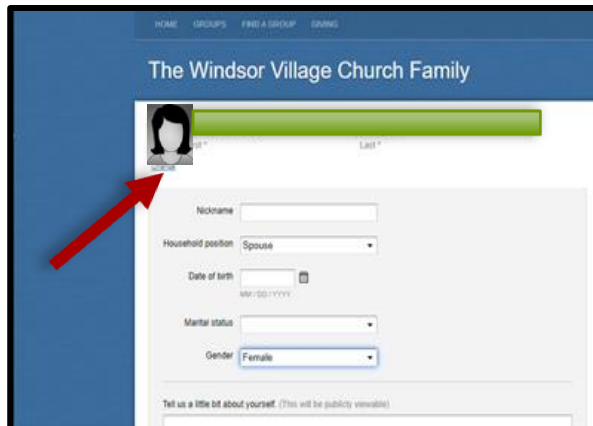 HOME GROUPS FIND A GROUP GIVING
The Windsor Village Church Family
Last *
Nickname
Household position Spouse
Date of birth
MM / DD / YYYY
Marital status
Gender Female
Tell us a little bit about yourself. (This will be publicly viewable)